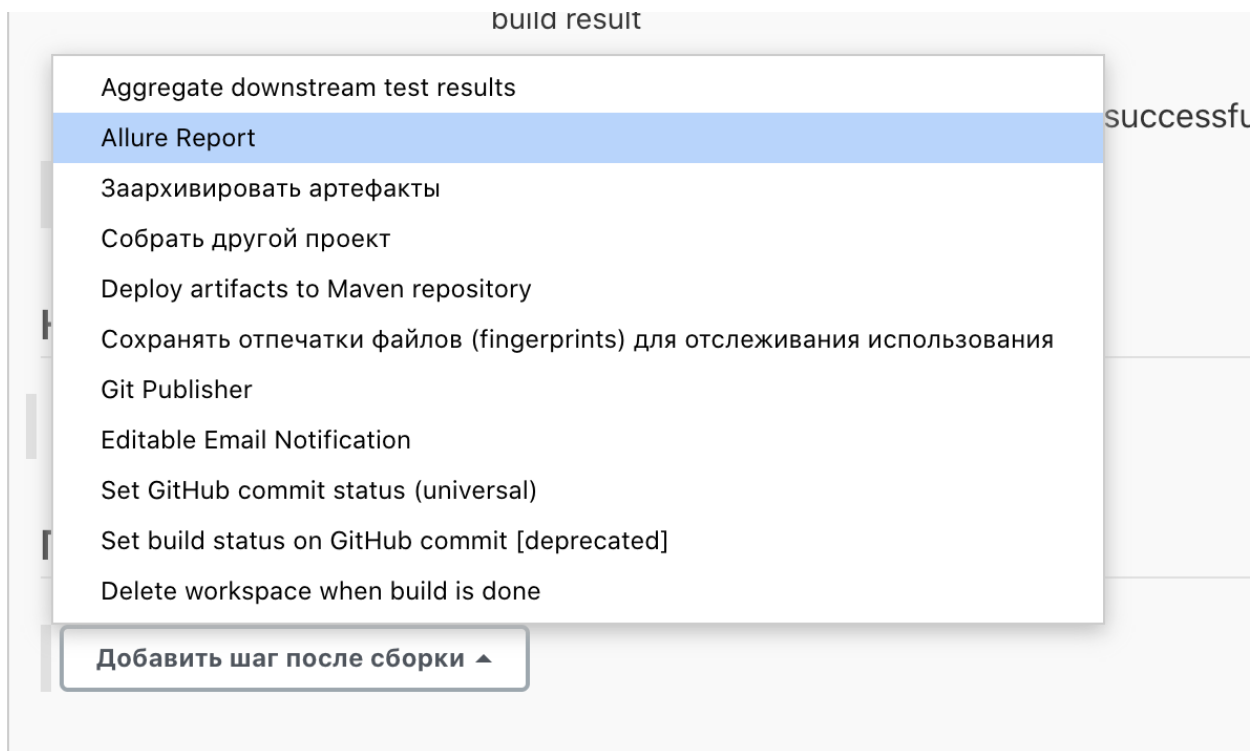 build result
Aggregate downstream test results
Allure Report
Заархивировать артефакты
Собрать другой проект
Deploy artifacts to Maven repository
Сохранять отпечатки файлов (fingerprints) для отслеживания использования
Git Publisher
Editable Email Notification
Set GitHub commit status (universal)
Set build status on GitHub commit [deprecated]
Delete workspace when build is done
Добавить шаг после сборки